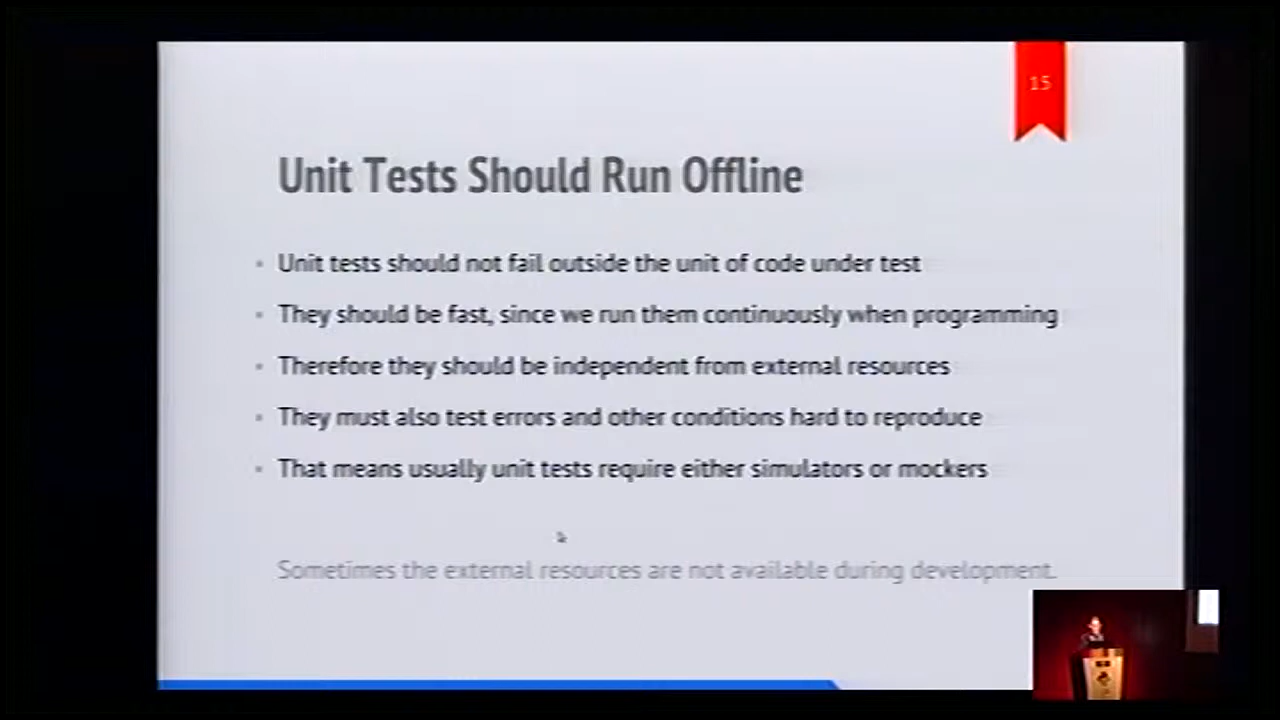 15
Unit Tests Should Run Offline
Unit tests should not fail outside the unit of code under test
They should be fast, since we run them continuously when programming
Therefore they should be independent from external resources
They must also test errors and other conditions hard to reproduce
That means usually unit tests require either simulators or mockers
Sometimes the external resources are not available during development.